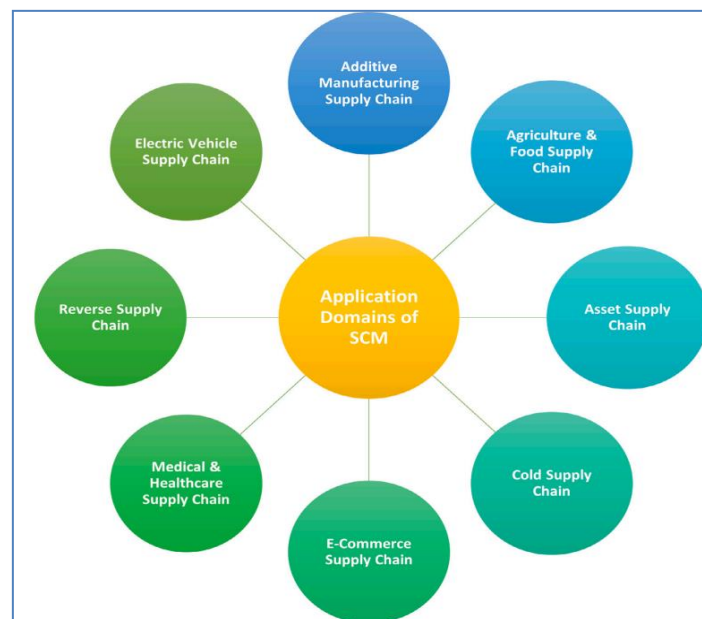 Additive
Manufacturing
Supply Chain
Agriculture &
Food Supply
Chain
Asset Supply
Chain
Cold Supply
Chain
E-Commerce
Supply Chain
Medical &
Healthcare
Supply Chain
Reverse Supply
Chain
Electric Vehicle
Supply Chain
Application
Domains of
SCM